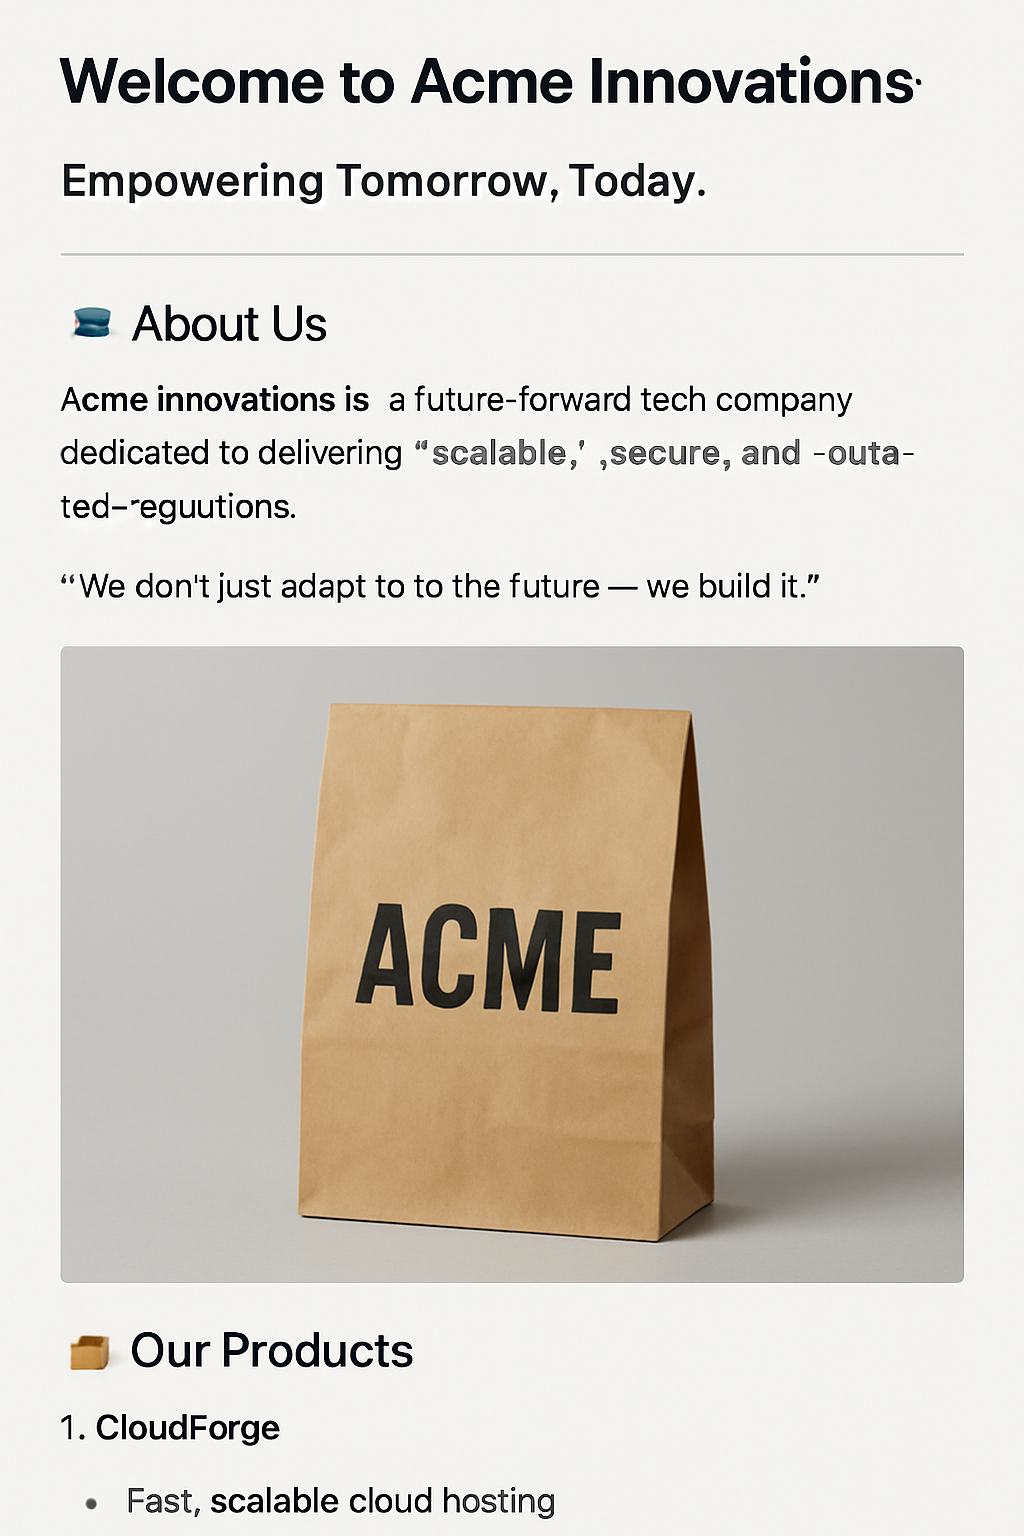 Welcome to Acme Innovations·
Empowering Tomorrow, Today.
About Us
Acme innovations is a future-forward tech company
dedicated to delivering “scalable,’ ,secure, and -outa-
ted-reguutions.
“We don't just adapt to to the future — we build it.”
ACME
Our Products
1. CloudForge
• Fast, scalable cloud hosting